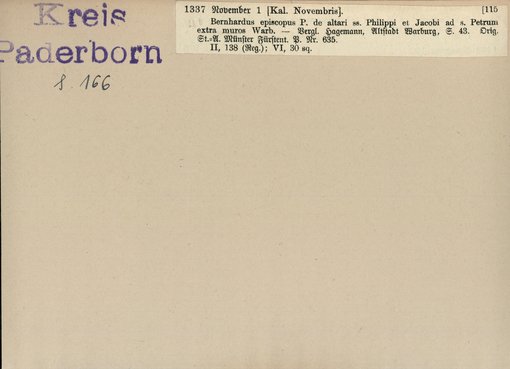 Kreis
Paderborn
S. 166
1337 November 1 [Kal. Novembris]. [115
Bernhardus episcopus P. de altari ss. Philippi et Jacobi ad s. Petrum
extra muros Warb. — Vergl. Hagemann, Altstadt Warburg, S. 43. Orig.
St.-A. Münster Fürstent. P. Nr. 635.
II, 138 (Reg.); VI, 30 sq.